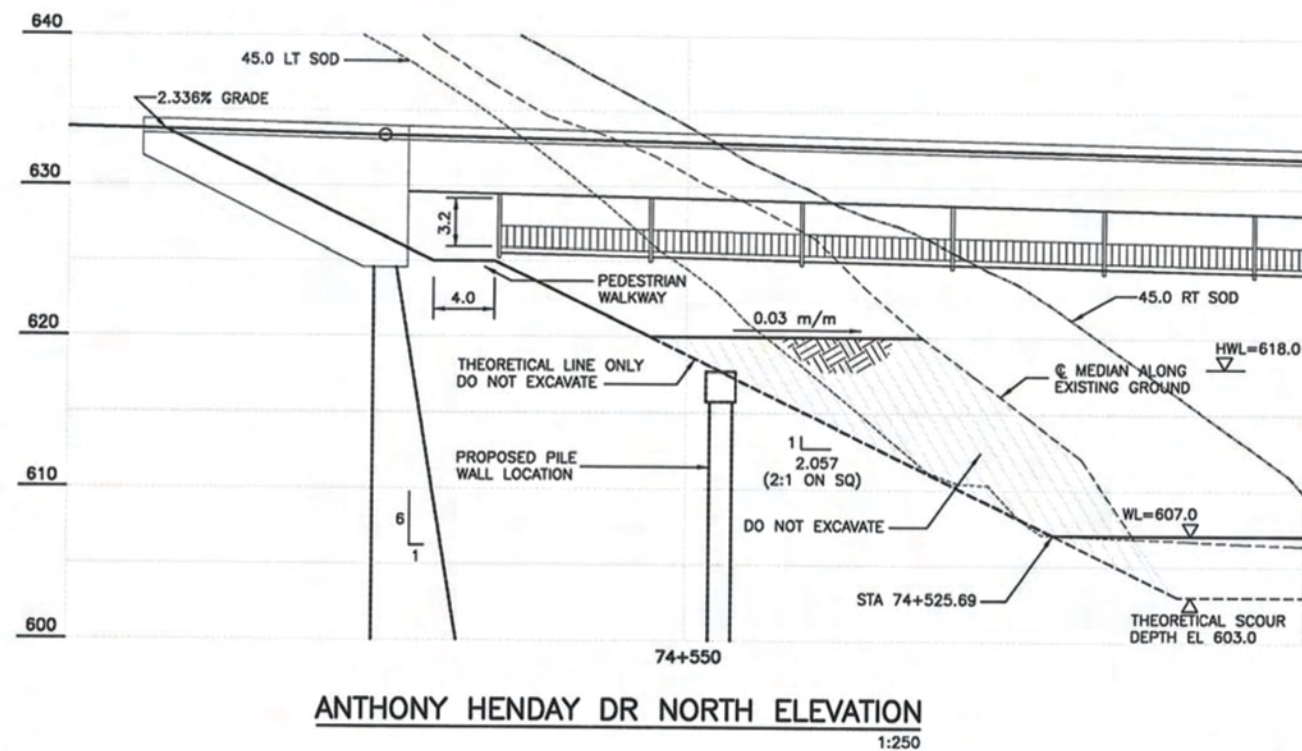 640
45.0 LT SOD
2.336% GRADE
630
3.2
PEDESTRIAN
WALKWAY
4.0
45.0 RT SOD
620
0.03 m/m
HWL=618.0
THEORETICAL LINE ONLY
DO NOT EXCAVATE
℄ MEDIAN ALONG
EXISTING GROUND
PROPOSED PILE
WALL LOCATION
1
2.057
(2:1 ON SQ)
610
6
1
DO NOT EXCAVATE
WL=607.0
STA 74+525.69
THEORETICAL SCOUR
DEPTH EL 603.0
600
74+550
ANTHONY HENDAY DR NORTH ELEVATION
1:250